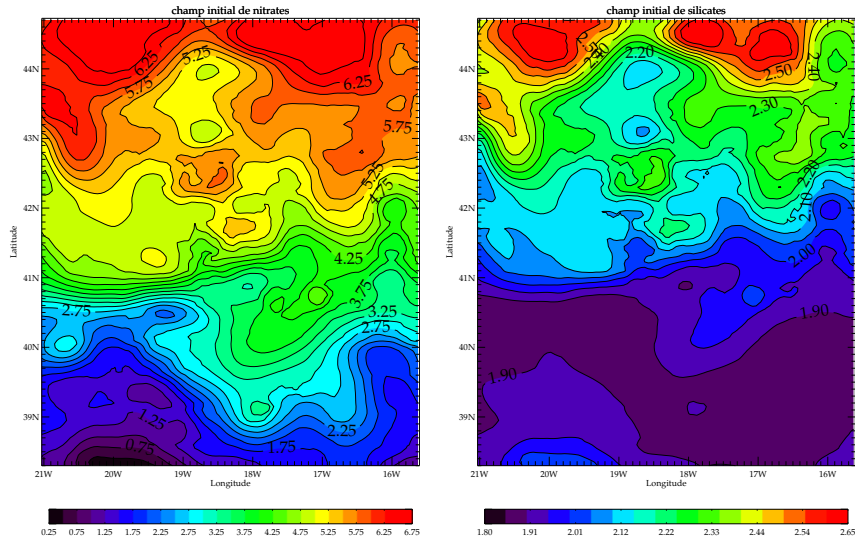 champ initial de nitrates
champ initial de silicates
44N
43N
42N
41N
40N
39N
Latitude
21W 20W 19W 18W 17W 16W
Longitude
6.25
5.25
5.75
6.25
5.75
5.25
4.75
4.25
3.75
3.25
2.75
2.75
2.25
1.75
1.25
0.75
44N
43N
42N
41N
40N
39N
Latitude
21W 20W 19W 18W 17W 16W
Longitude
2.20
2.50
2.40
2.30
2.20
2.10
2.00
1.90
1.90
0.25 0.75 1.25 1.75 2.25 2.75 3.25 3.75 4.25 4.75 5.25 5.75 6.25 6.75
1.80 1.91 2.01 2.12 2.22 2.33 2.44 2.54 2.65